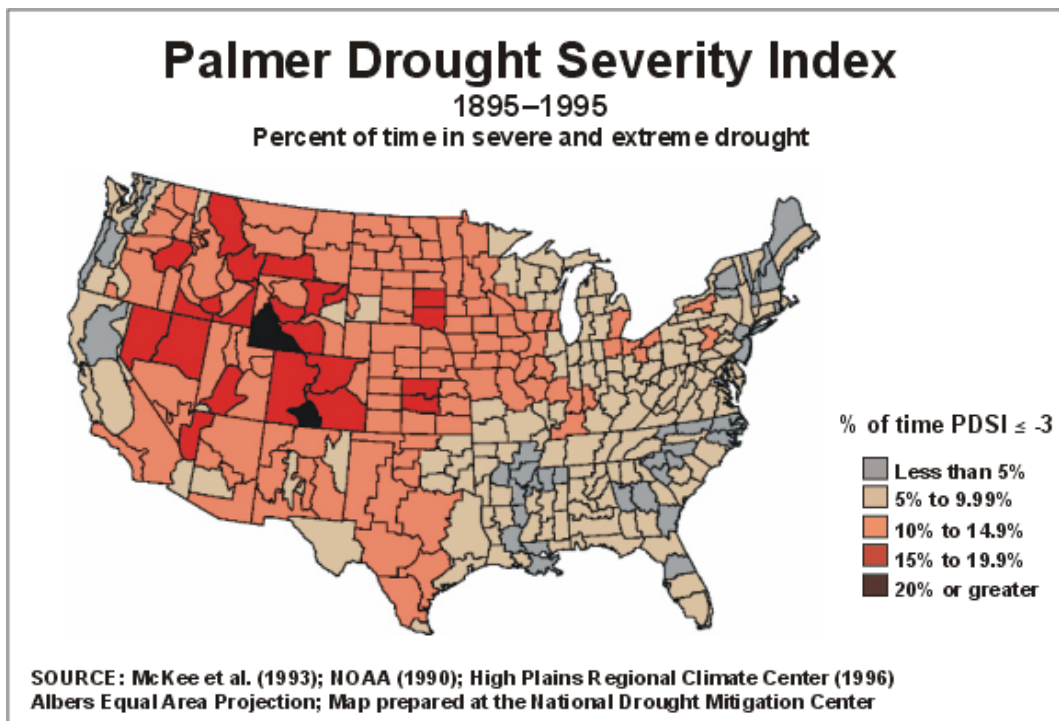 Palmer Drought Severity Index
1895–1995
Percent of time in severe and extreme drought
% of time PDSI ≤ -3
Less than 5%
5% to 9.99%
10% to 14.9%
15% to 19.9%
20% or greater
SOURCE: McKee et al. (1993); NOAA (1990); High Plains Regional Climate Center (1996)
Albers Equal Area Projection; Map prepared at the National Drought Mitigation Center